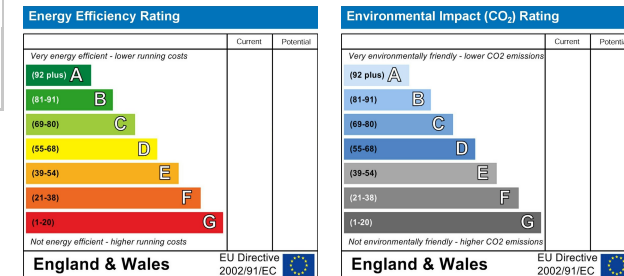 Energy Efficiency Rating
Current Potential
Very energy efficient - lower running costs
(92 plus) A
(81-91) B
(69-80) C
(55-68) D
(39-54) E
(21-38) F
(1-20) G
Not energy efficient - higher running costs
England & Wales
EU Directive
2002/91/EC
Environmental Impact (CO₂) Rating
Current Potential
Very environmentally friendly - lower CO2 emissions
(92 plus) A
(81-91) B
(69-80) C
(55-68) D
(39-54) E
(21-38) F
(1-20) G
Not environmentally friendly - higher CO2 emissions
England & Wales
EU Directive
2002/91/EC